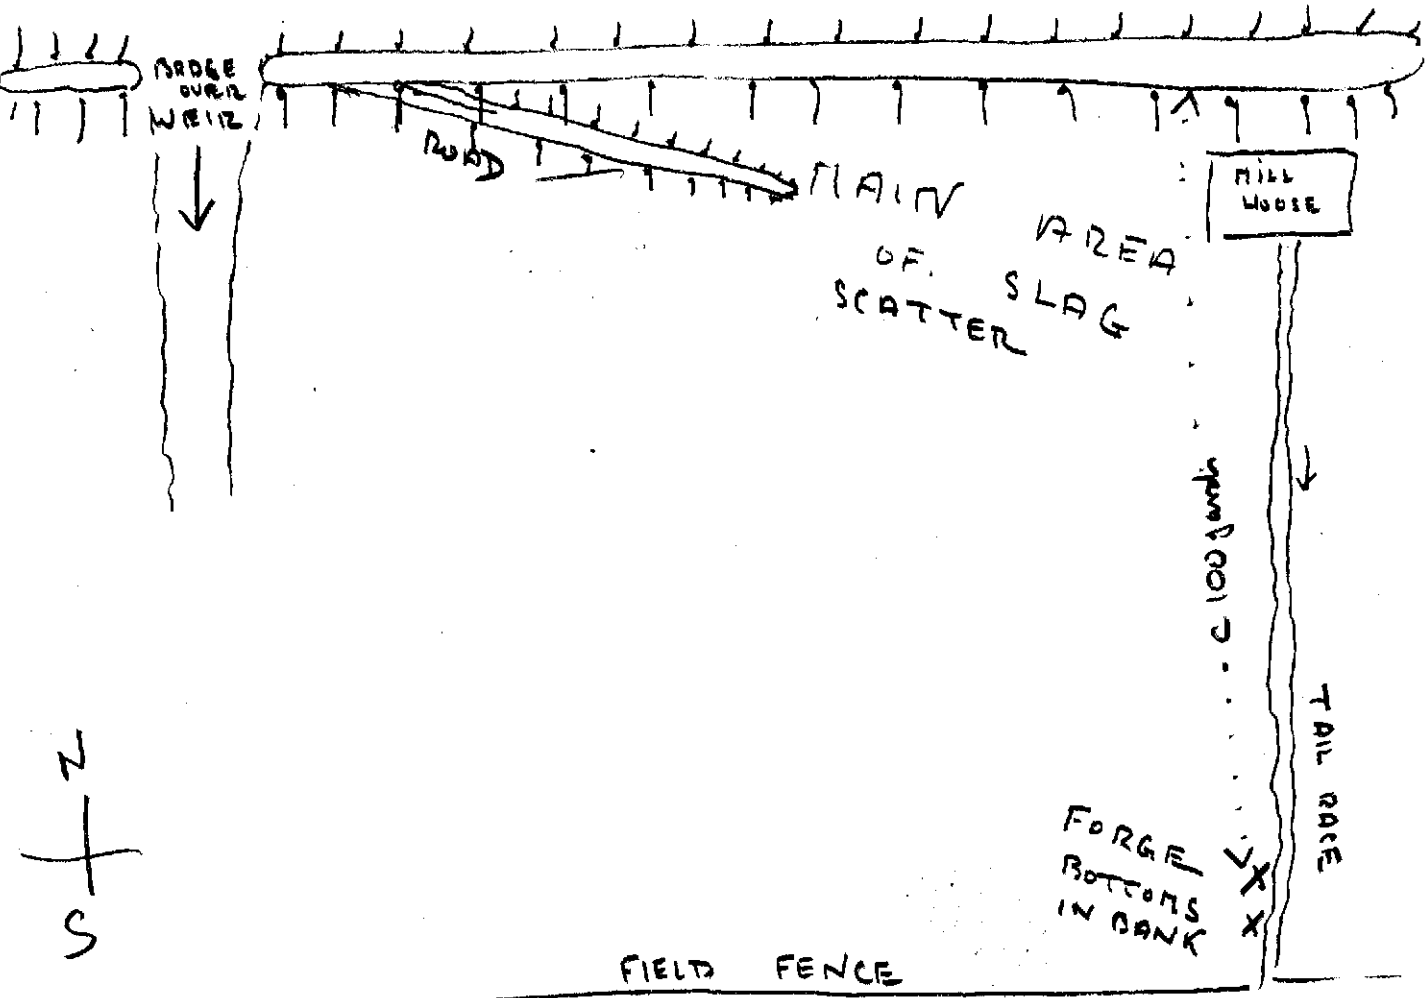 BRDGE
OVER
WEIR
ROAD
MAIN AREA
OF SLAG
SCATTER
MILL
HOUSE
100 yards
TAIL RACE
FORGE
BOTTOMS
IN BANK
N
S
FIELD FENCE